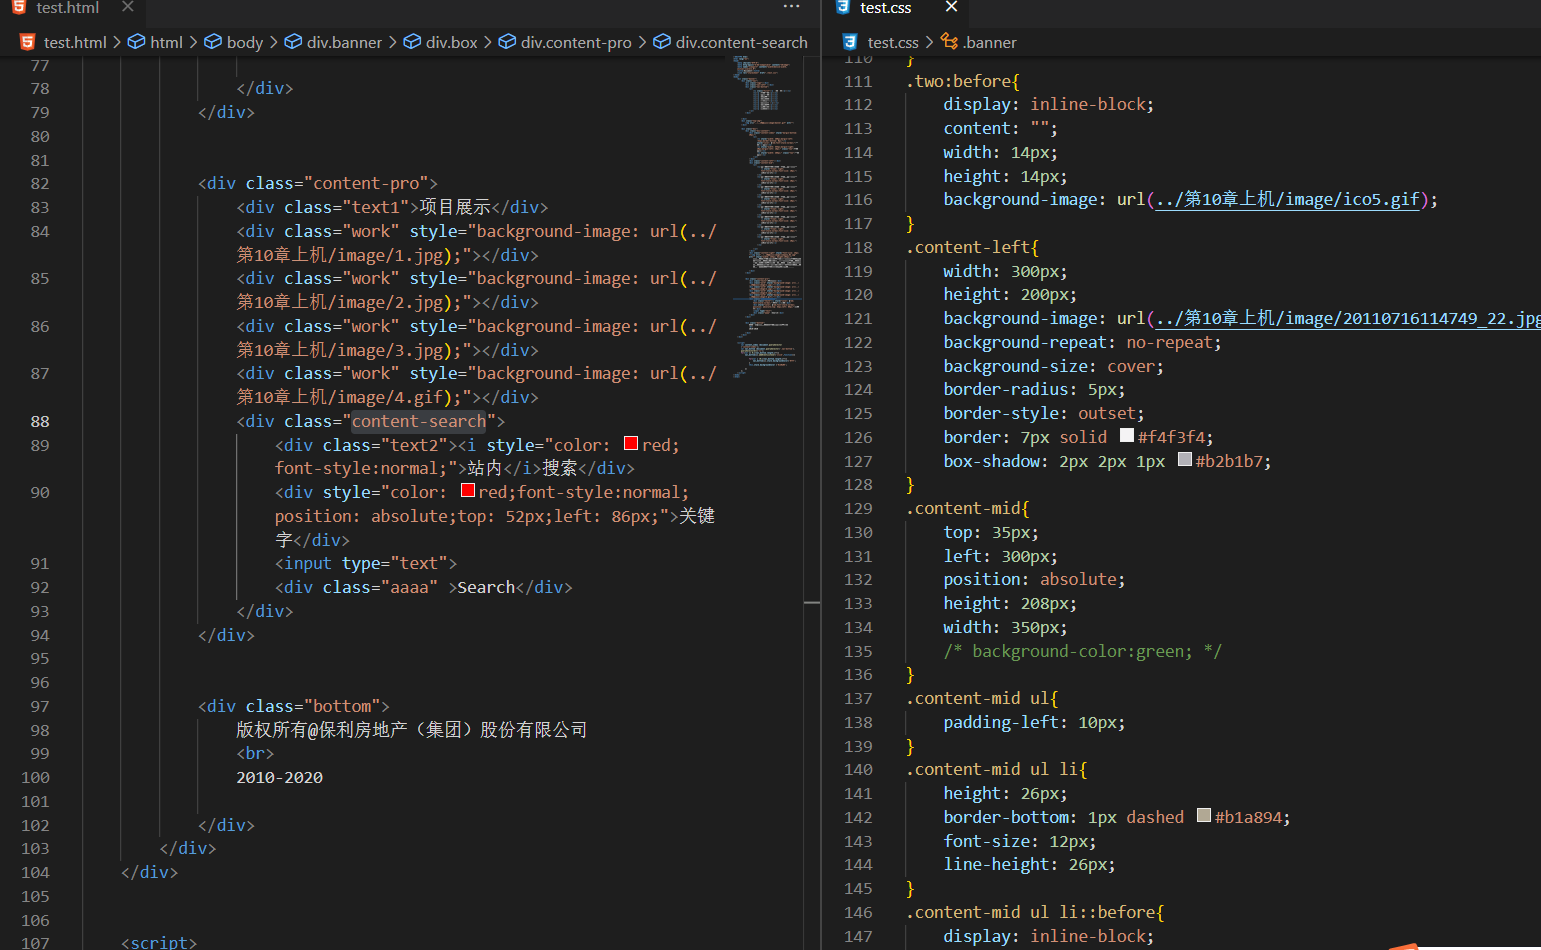 test.html
test.html > html > body > div.banner > div.box > div.content-pro > div.content-search
77
78 </div>
79 </div>
80
81
82 <div class="content-pro">
83 <div class="text1">项目展示</div>
84 <div class="work" style="background-image: url(../
第10章上机/image/1.jpg);"></div>
85 <div class="work" style="background-image: url(../
第10章上机/image/2.jpg);"></div>
86 <div class="work" style="background-image: url(../
第10章上机/image/3.jpg);"></div>
87 <div class="work" style="background-image: url(../
第10章上机/image/4.gif);"></div>
88 <div class="content-search">
89 <div class="text2"><i style="color: red;
font-style:normal;">站内</i>搜索</div>
90 <div style="color: red;font-style:normal;
position: absolute;top: 52px;left: 86px;">关键
字</div>
91 <input type="text">
92 <div class="aaaa" >Search</div>
93 </div>
94 </div>
95
96
97 <div class="bottom">
98 版权所有@保利房地产（集团）股份有限公司
99 <br>
100 2010-2020
101
102 </div>
103 </div>
104 </div>
105
106
107 <script>
test.css
test.css > .banner
110 }
111 .two:before{
112 display: inline-block;
113 content: "";
114 width: 14px;
115 height: 14px;
116 background-image: url(../第10章上机/image/ico5.gif);
117 }
118 .content-left{
119 width: 300px;
120 height: 200px;
121 background-image: url(../第10章上机/image/20110716114749_22.jpg
122 background-repeat: no-repeat;
123 background-size: cover;
124 border-radius: 5px;
125 border-style: outset;
126 border: 7px solid #f4f3f4;
127 box-shadow: 2px 2px 1px #b2b1b7;
128 }
129 .content-mid{
130 top: 35px;
131 left: 300px;
132 position: absolute;
133 height: 208px;
134 width: 350px;
135 /* background-color:green; */
136 }
137 .content-mid ul{
138 padding-left: 10px;
139 }
140 .content-mid ul li{
141 height: 26px;
142 border-bottom: 1px dashed #b1a894;
143 font-size: 12px;
144 line-height: 26px;
145 }
146 .content-mid ul li::before{
147 display: inline-block;